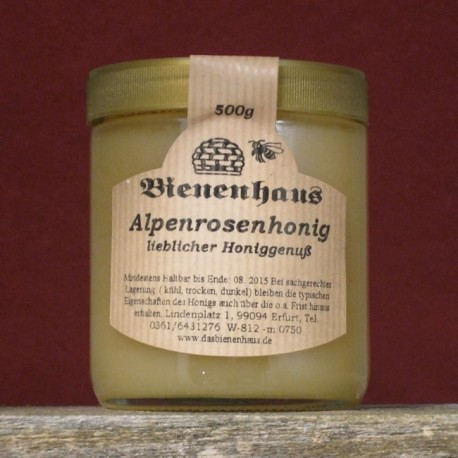 500g
Bienenhaus
Alpenrosenhonig
lieblicher Honiggenuß
Mindestens Haltbar bis Ende: 08. 2015 Bei sachgerechter
Lagerung ( kühl, trocken, dunkel) bleiben die typischen
Eigenschaften des Honigs auch über die o.a. Frist hinaus
erhalten. Lindenplatz 1, 99094 Erfurt, Tel.
0361/6431276 W-812 -m 0750
www.dasbienenhaus.de